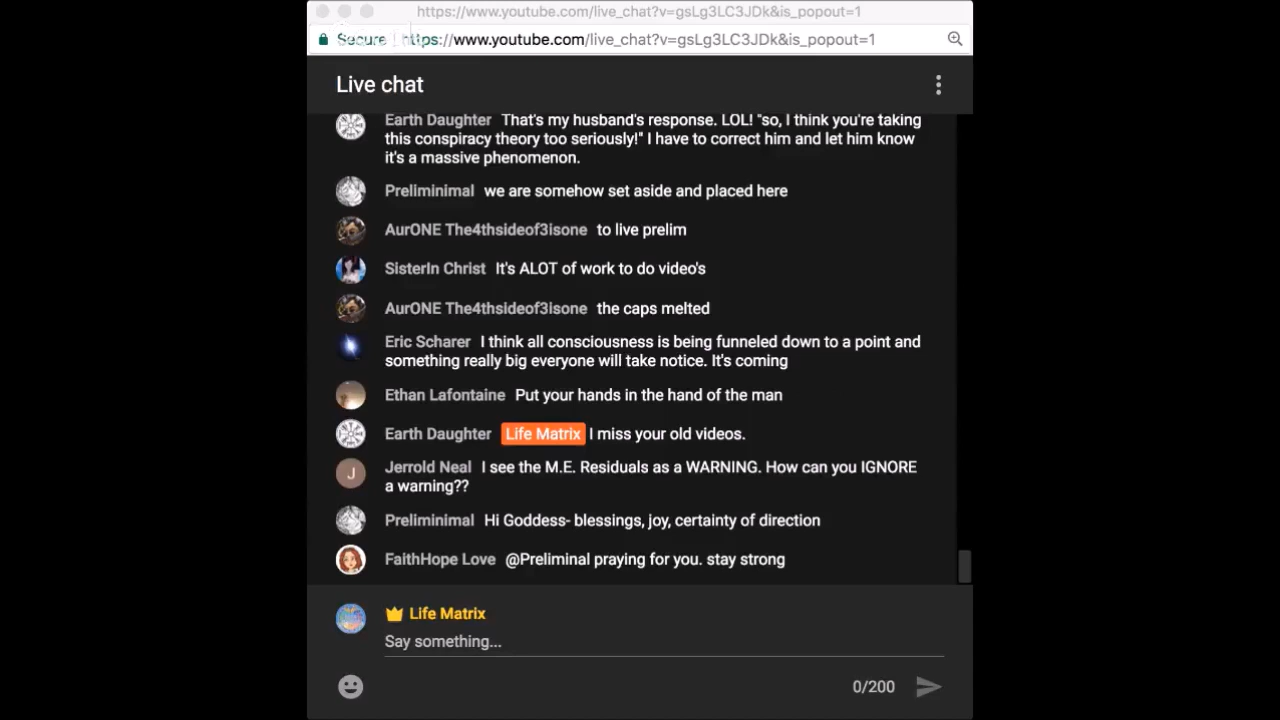 https://www.youtube.com/live_chat?v=gsLg3LC3JDk&is_popout=1
Secure https://www.youtube.com/live_chat?v=gsLg3LC3JDk&is_popout=1
Live chat
Earth Daughter That's my husband's response. LOL! "so, I think you're taking
this conspiracy theory too seriously!" I have to correct him and let him know
it's a massive phenomenon.
Preliminimal we are somehow set aside and placed here
AurONE The4thsideof3isone to live prelim
SisterIn Christ It's ALOT of work to do video's
AurONE The4thsideof3isone the caps melted
Eric Scharer I think all consciousness is being funneled down to a point and
something really big everyone will take notice. It's coming
Ethan Lafontaine Put your hands in the hand of the man
Earth Daughter Life Matrix I miss your old videos.
Jerrold Neal I see the M.E. Residuals as a WARNING. How can you IGNORE
J
a warning??
Preliminimal Hi Goddess- blessings, joy, certainty of direction
FaithHope Love @Preliminal praying for you. stay strong
Life Matrix
Say something...
0/200